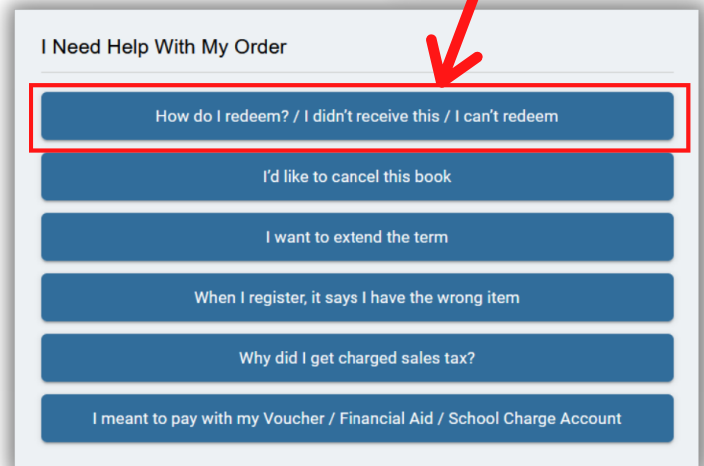 I Need Help With My Order
How do I redeem? / I didn't receive this / I can't redeem
I'd like to cancel this book
I want to extend the term
When I register, it says I have the wrong item
Why did I get charged sales tax?
I meant to pay with my Voucher / Financial Aid / School Charge Account